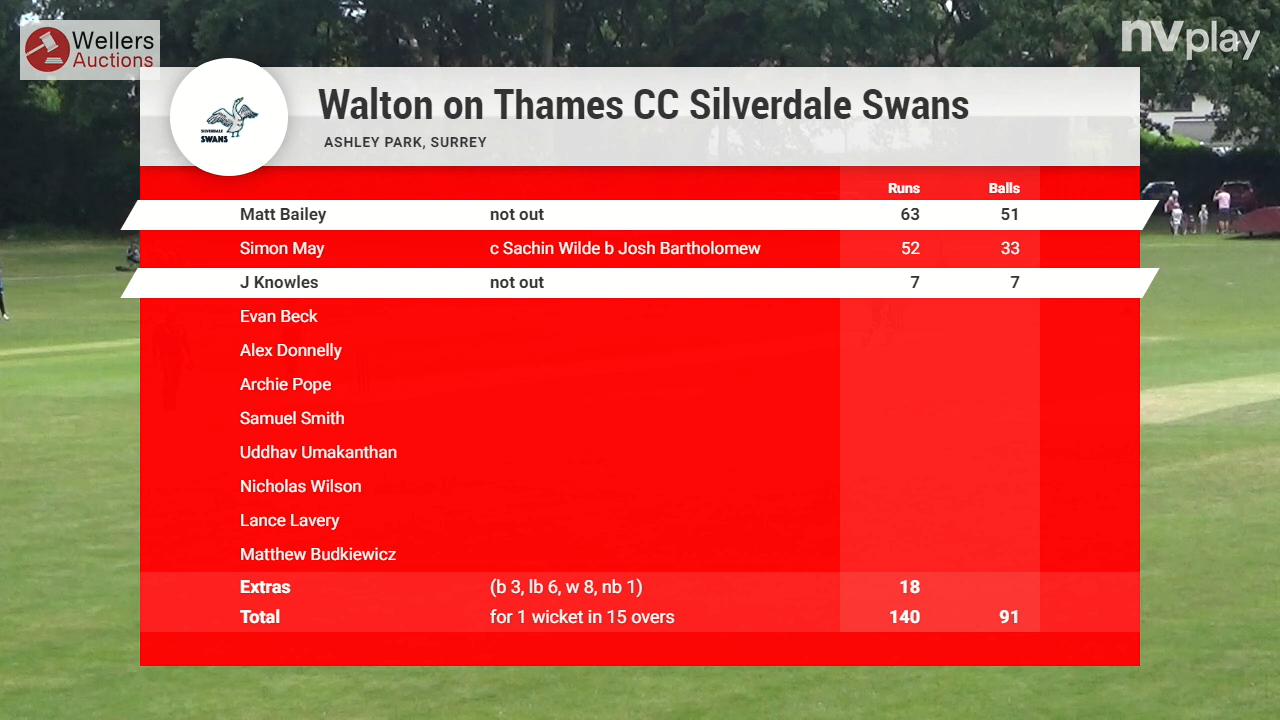 Wellers
Auctions
nvplay
Walton on Thames CC Silverdale Swans
SILVERDALE
SWANS
ASHLEY PARK, SURREY
Runs Balls
Matt Bailey not out 63 51
Simon May c Sachin Wilde b Josh Bartholomew 52 33
J Knowles not out 7 7
Evan Beck
Alex Donnelly
Archie Pope
Samuel Smith
Uddhav Umakanthan
Nicholas Wilson
Lance Lavery
Matthew Budkiewicz
Extras (b 3, lb 6, w 8, nb 1) 18
Total for 1 wicket in 15 overs 140 91